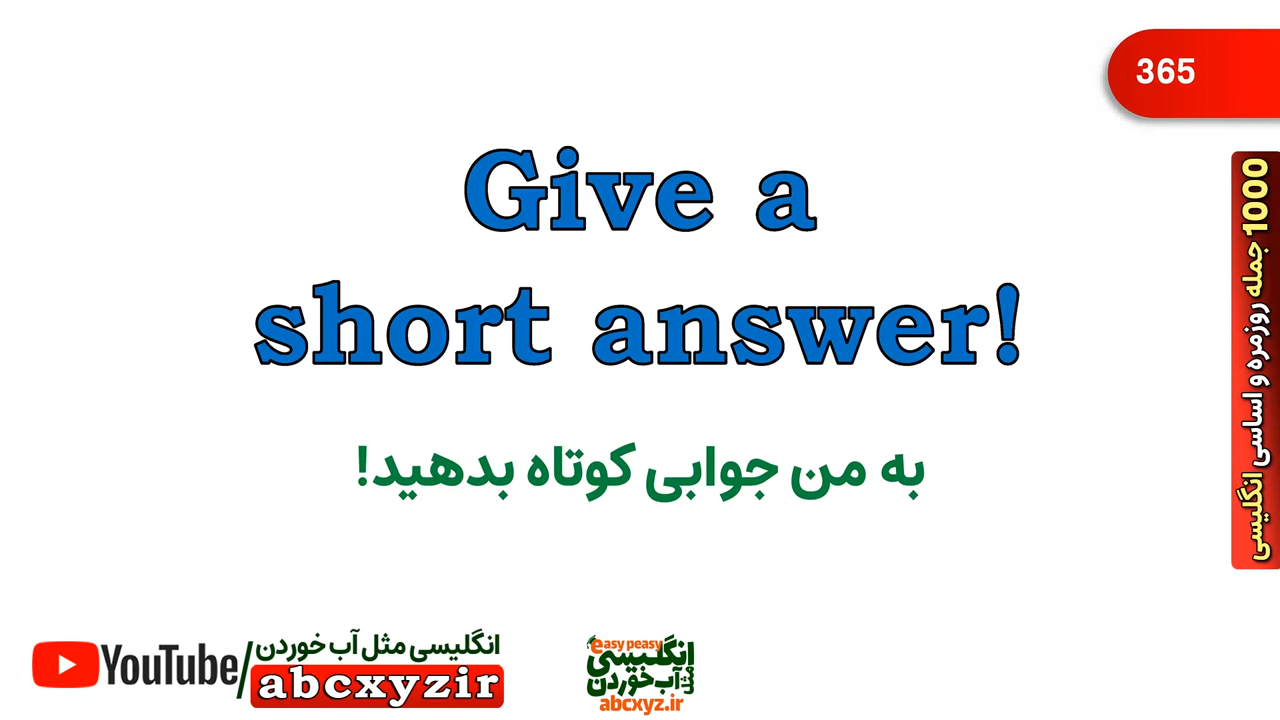 365
Give a
short answer!
به من جوابی کوتاه بدهید!
1000 جمله روزمره و اساسی انگلیسی
YouTube/انگلیسی مثل آب خوردن
abcxyzir
easy peasy
انگلیسی
مثل آب خوردن
abcxyz.ir